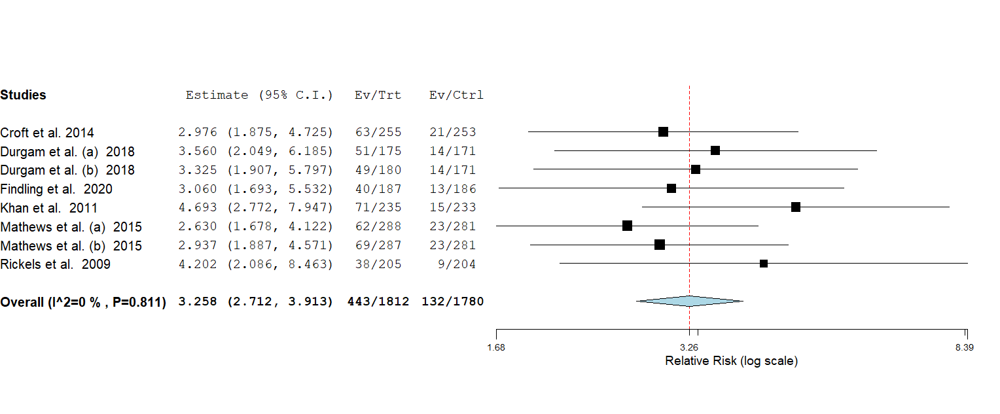 Studies Estimate (95% C.I.) Ev/Trt Ev/Ctrl
Croft et al. 2014 2.976 (1.875, 4.725) 63/255 21/253
Durgam et al. (a) 2018 3.560 (2.049, 6.185) 51/175 14/171
Durgam et al. (b) 2018 3.325 (1.907, 5.797) 49/180 14/171
Findling et al. 2020 3.060 (1.693, 5.532) 40/187 13/186
Khan et al. 2011 4.693 (2.772, 7.947) 71/235 15/233
Mathews et al. (a) 2015 2.630 (1.678, 4.122) 62/288 23/281
Mathews et al. (b) 2015 2.937 (1.887, 4.571) 69/287 23/281
Rickels et al. 2009 4.202 (2.086, 8.463) 38/205 9/204
Overall (I^2=0 % , P=0.811) 3.258 (2.712, 3.913) 443/1812 132/1780
1.68 3.26 8.39
Relative Risk (log scale)